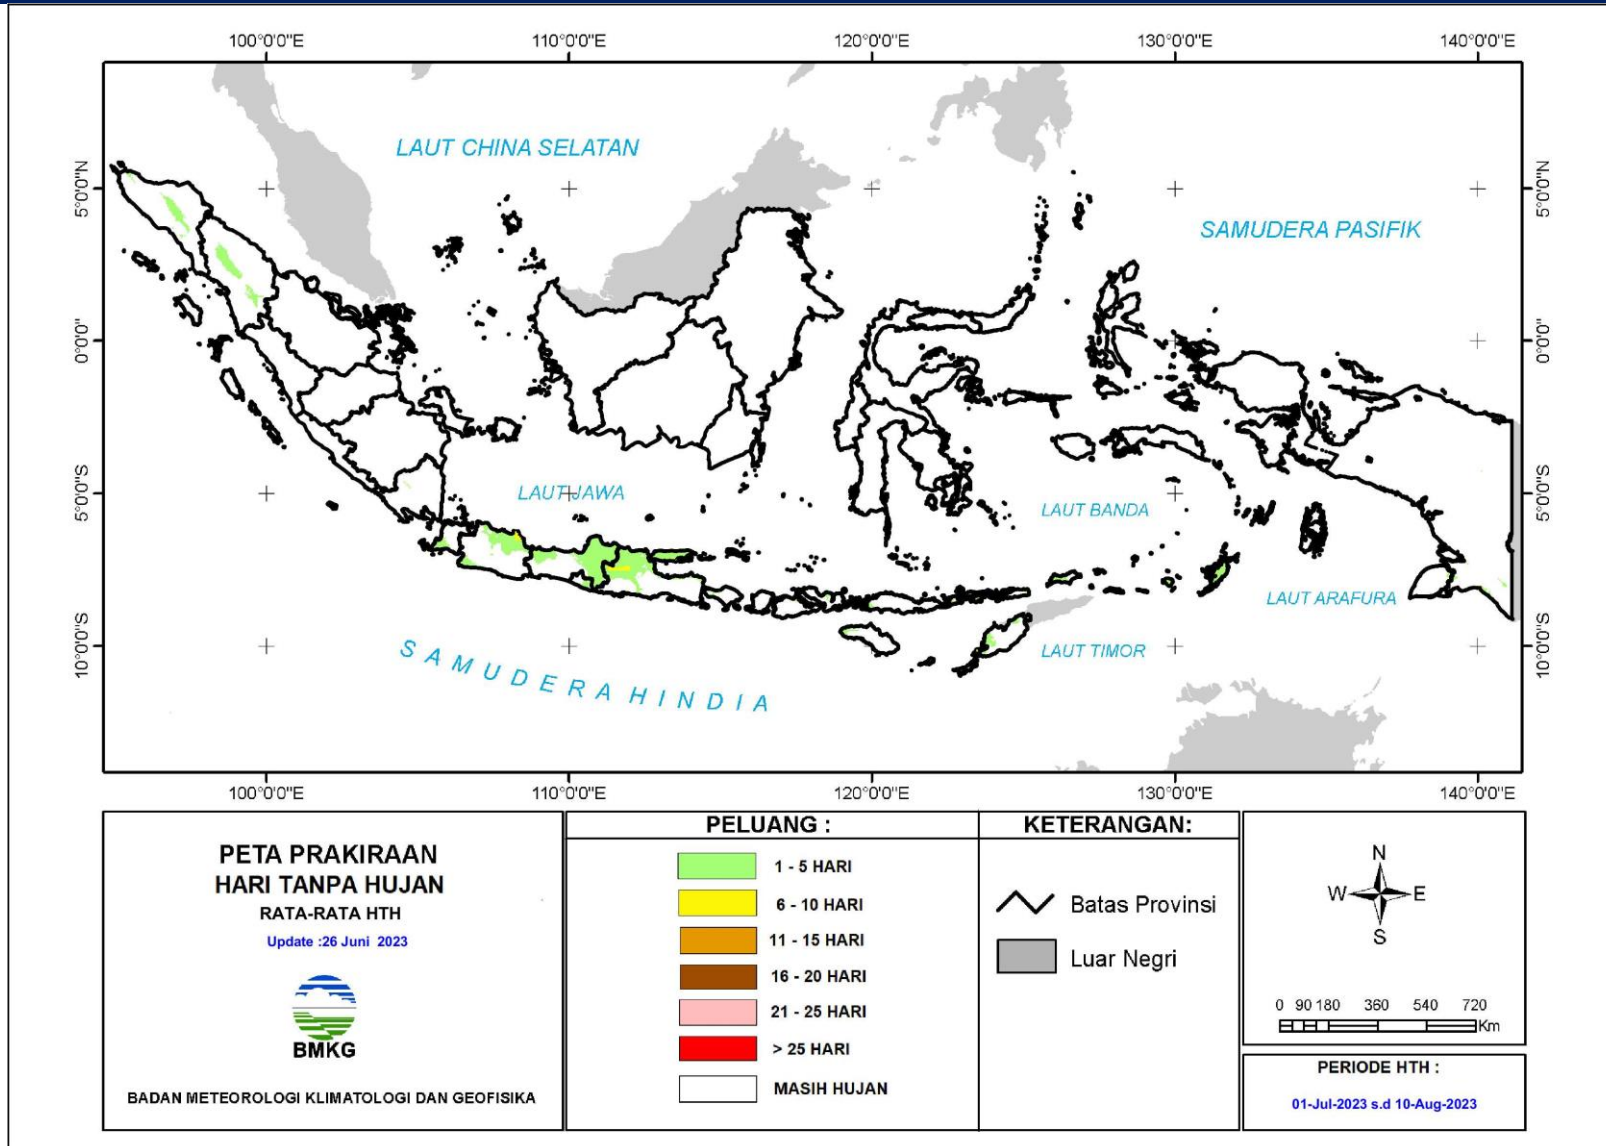 100°0'0"E 110°0'0"E 120°0'0"E 130°0'0"E 140°0'0"E
5°0'0"N 5°0'0"N
0°0'0" 0°0'0"
5°0'0"S 5°0'0"S
10°0'0"S 10°0'0"S
LAUT CHINA SELATAN
SAMUDERA PASIFIK
LAUT JAWA
LAUT BANDA
LAUT ARAFURA
LAUT TIMOR
SAMUDERA HINDIA
100°0'0"E 110°0'0"E 120°0'0"E 130°0'0"E 140°0'0"E
PETA PRAKIRAAN
HARI TANPA HUJAN
RATA-RATA HTH
Update :26 Juni 2023
BMKG
BADAN METEOROLOGI KLIMATOLOGI DAN GEOFISIKA
PELUANG :
1 - 5 HARI
6 - 10 HARI
11 - 15 HARI
16 - 20 HARI
21 - 25 HARI
> 25 HARI
MASIH HUJAN
KETERANGAN:
Batas Provinsi
Luar Negri
N
W E
S
0 90 180 360 540 720
Km
PERIODE HTH :
01-Jul-2023 s.d 10-Aug-2023